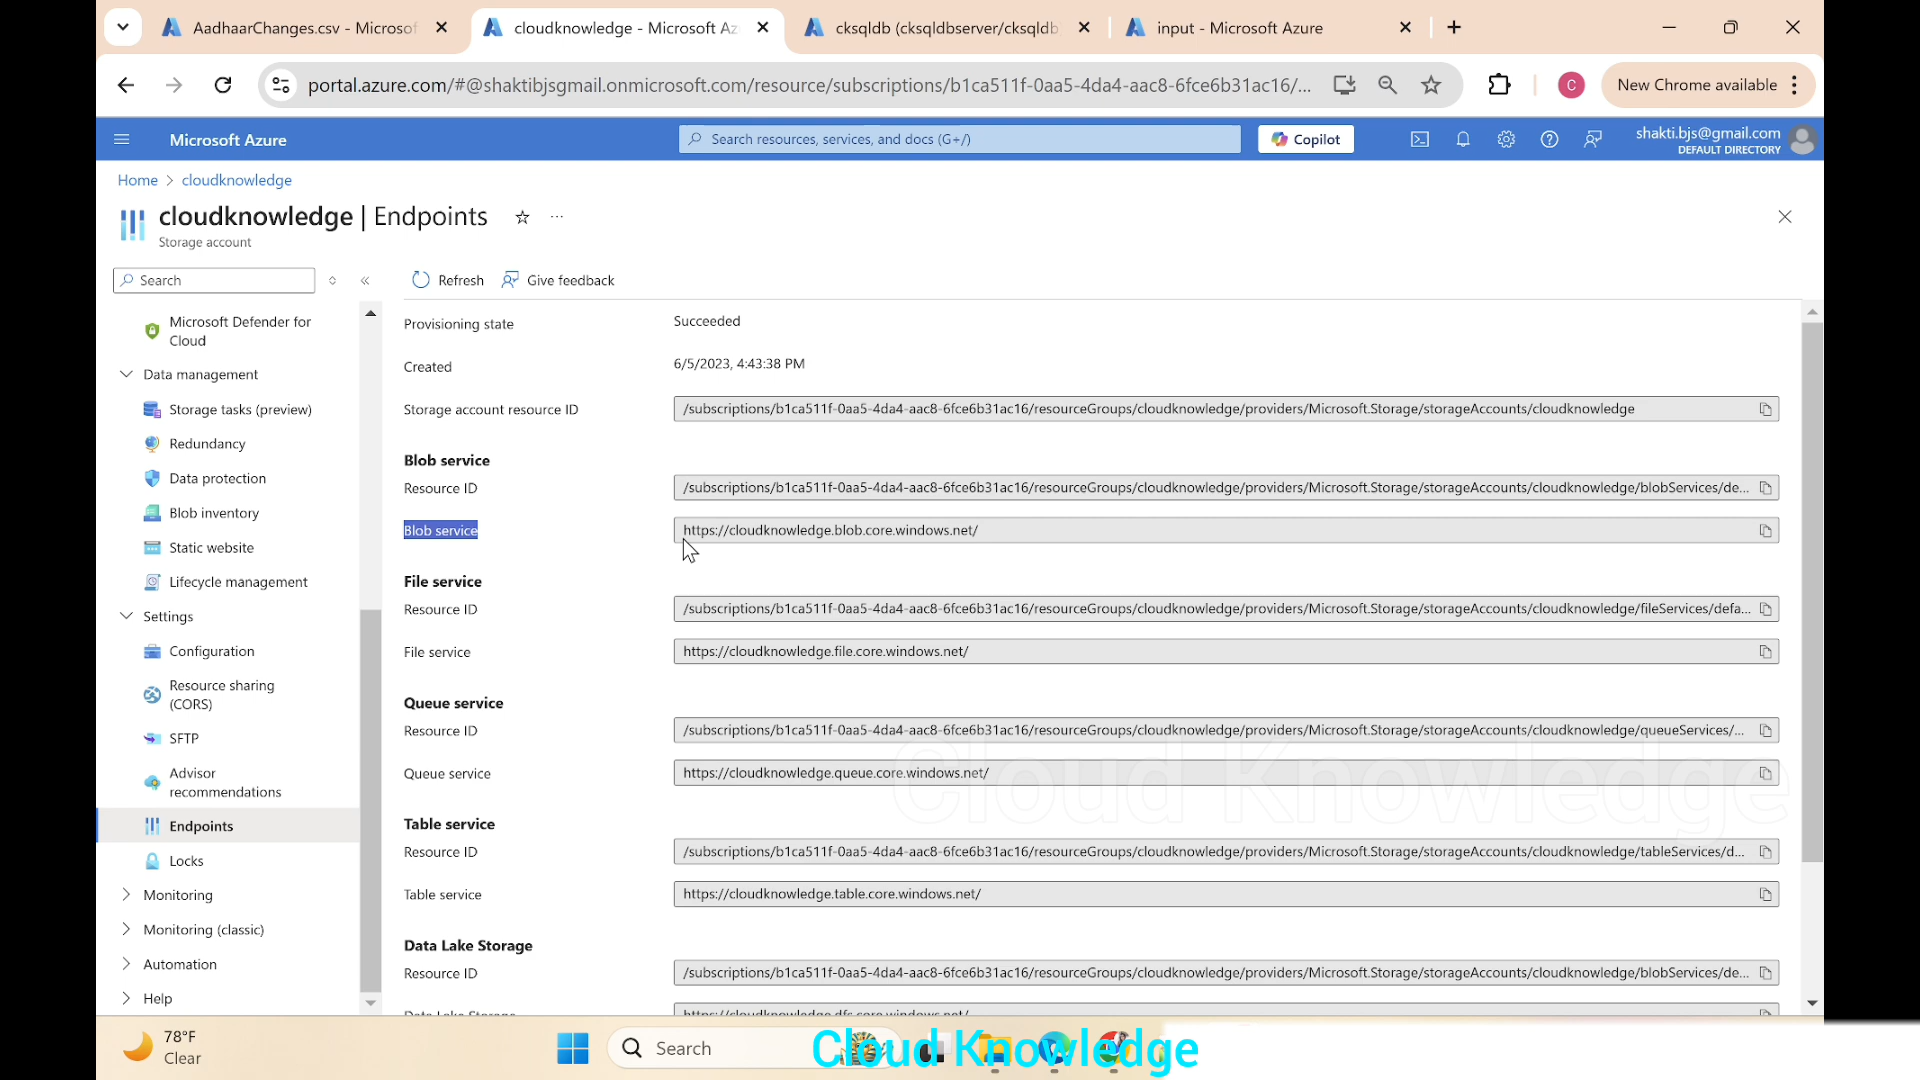 AadhaarChanges.csv - Microsof
cloudknowledge - Microsoft Az
cksqldb (cksqldbserver/cksqldb
input - Microsoft Azure
portal.azure.com/#@shaktibjsgmail.onmicrosoft.com/resource/subscriptions/b1ca511f-0aa5-4da4-aac8-6fce6b31ac16/...
C
New Chrome available
Microsoft Azure
Search resources, services, and docs (G+/)
Copilot
shakti.bjs@gmail.com
DEFAULT DIRECTORY
Home > cloudknowledge
cloudknowledge | Endpoints
Storage account
Search
Refresh
Give feedback
Microsoft Defender for
Cloud
Data management
Storage tasks (preview)
Redundancy
Data protection
Blob inventory
Static website
Lifecycle management
Settings
Configuration
Resource sharing
(CORS)
SFTP
Advisor
recommendations
Endpoints
Locks
Monitoring
Monitoring (classic)
Automation
Help
Provisioning state Succeeded
Created 6/5/2023, 4:43:38 PM
Storage account resource ID /subscriptions/b1ca511f-0aa5-4da4-aac8-6fce6b31ac16/resourceGroups/cloudknowledge/providers/Microsoft.Storage/storageAccounts/cloudknowledge
Blob service
Resource ID /subscriptions/b1ca511f-0aa5-4da4-aac8-6fce6b31ac16/resourceGroups/cloudknowledge/providers/Microsoft.Storage/storageAccounts/cloudknowledge/blobServices/de...
Blob service https://cloudknowledge.blob.core.windows.net/
File service
Resource ID /subscriptions/b1ca511f-0aa5-4da4-aac8-6fce6b31ac16/resourceGroups/cloudknowledge/providers/Microsoft.Storage/storageAccounts/cloudknowledge/fileServices/defa...
File service https://cloudknowledge.file.core.windows.net/
Queue service
Resource ID /subscriptions/b1ca511f-0aa5-4da4-aac8-6fce6b31ac16/resourceGroups/cloudknowledge/providers/Microsoft.Storage/storageAccounts/cloudknowledge/queueServices/...
Queue service https://cloudknowledge.queue.core.windows.net/
Cloud Knowledge
Table service
Resource ID /subscriptions/b1ca511f-0aa5-4da4-aac8-6fce6b31ac16/resourceGroups/cloudknowledge/providers/Microsoft.Storage/storageAccounts/cloudknowledge/tableServices/d...
Table service https://cloudknowledge.table.core.windows.net/
Data Lake Storage
Resource ID /subscriptions/b1ca511f-0aa5-4da4-aac8-6fce6b31ac16/resourceGroups/cloudknowledge/providers/Microsoft.Storage/storageAccounts/cloudknowledge/blobServices/de...
Data Lake Storage https://cloudknowledge.dfs.core.windows.net/
78°F
Clear
Search
Cloud Knowledge